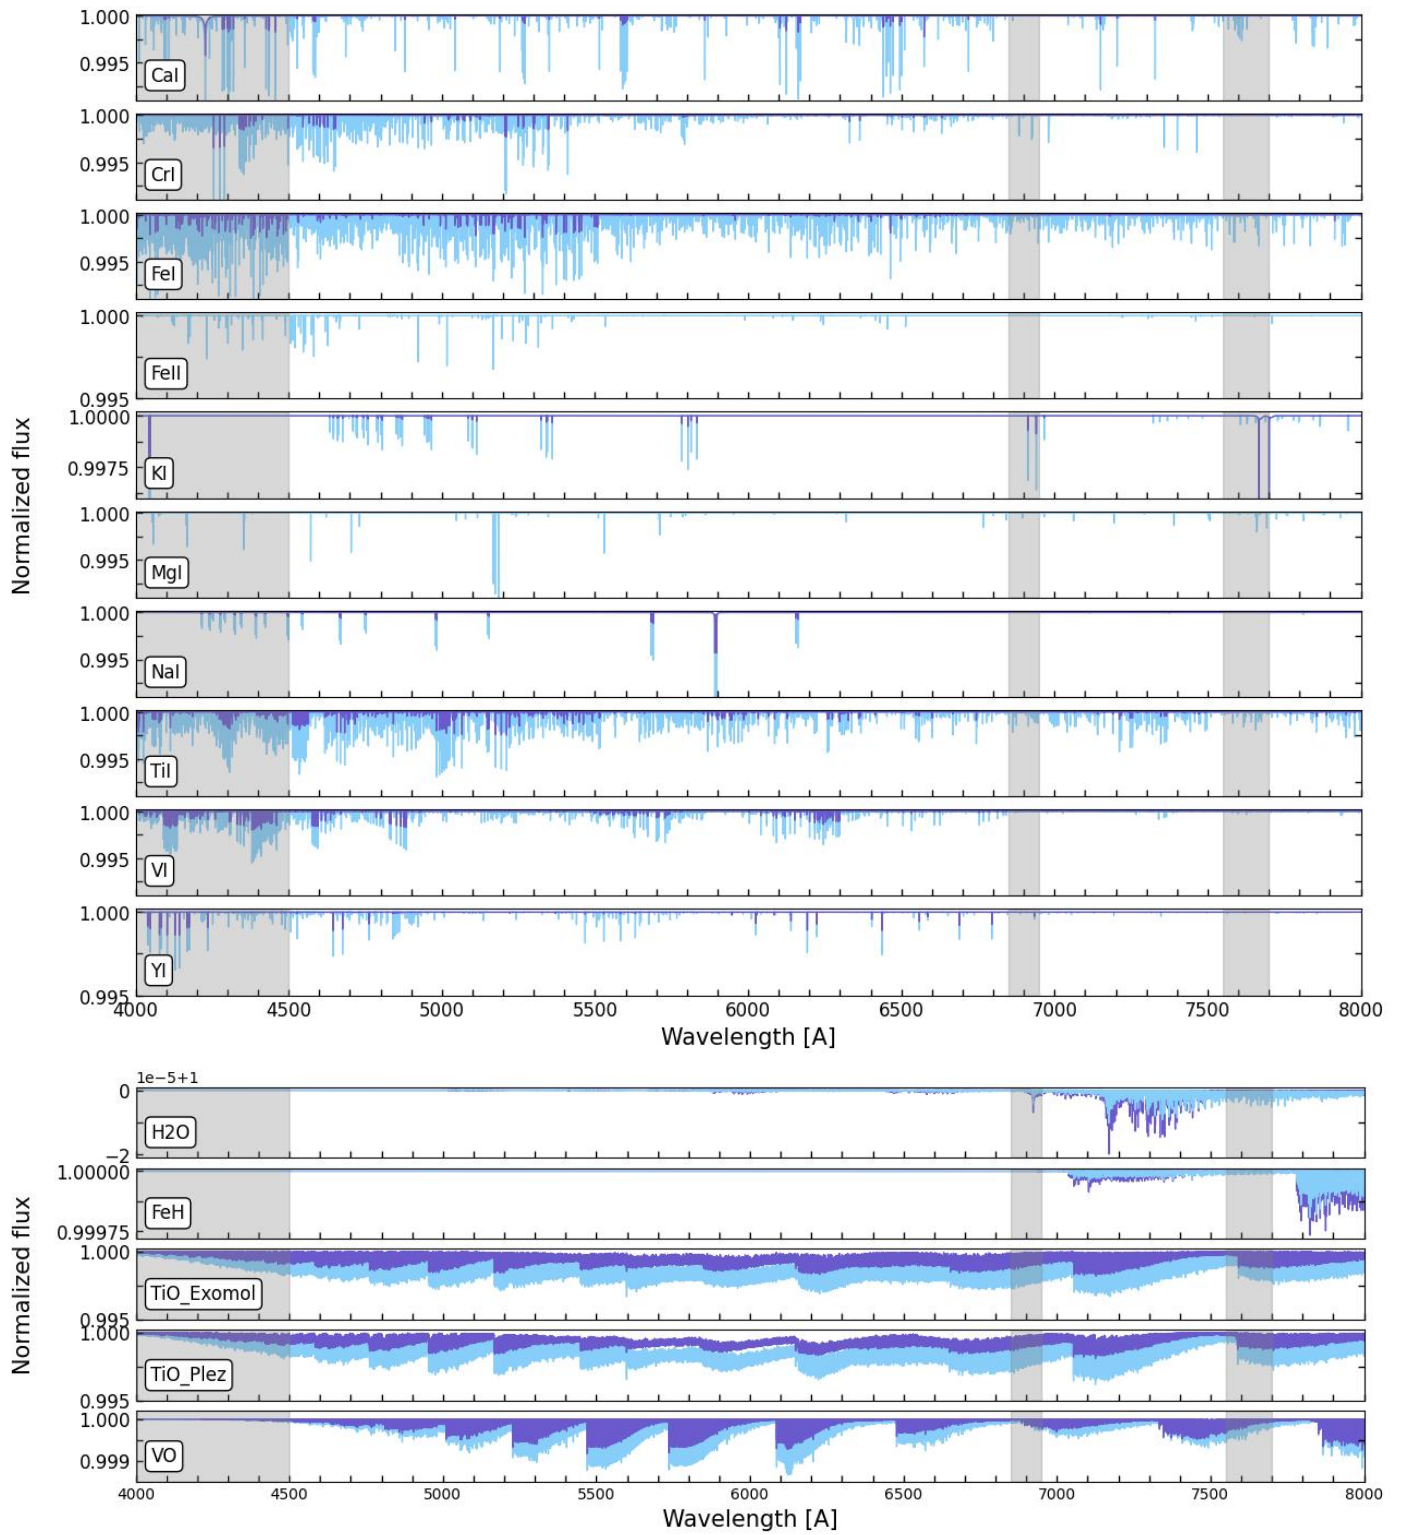 1.000
0.995
CaI
1.000
0.995
CrI
1.000
0.995
FeI
1.000
0.995
FeII
1.0000
0.9975
KI
1.000
0.995
MgI
1.000
0.995
NaI
1.000
0.995
TiI
1.000
0.995
VI
1.000
0.995
YI
Normalized flux
4000 4500 5000 5500 6000 6500 7000 7500 8000
Wavelength [A]
1e−5+1
0
−2
H2O
1.00000
0.99975
FeH
1.000
0.995
TiO_Exomol
1.000
0.995
TiO_Plez
1.000
0.999
VO
Normalized flux
4000 4500 5000 5500 6000 6500 7000 7500 8000
Wavelength [A]